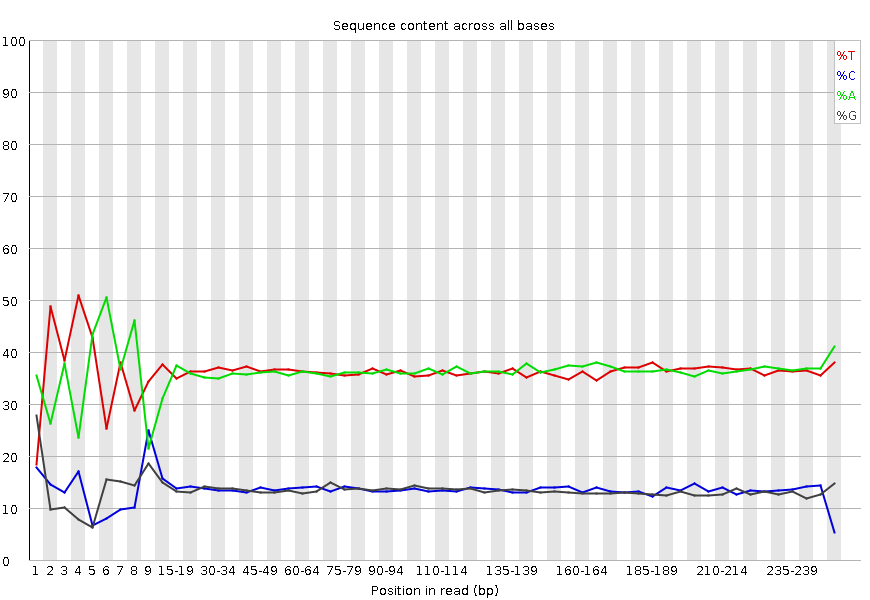 Sequence content across all bases
100
90
80
70
60
50
40
30
20
10
0
%T
%C
%A
%G
1 2 3 4 5 6 7 8 9 15-19 30-34 45-49 60-64 75-79 90-94 110-114 135-139 160-164 185-189 210-214 235-239
Position in read (bp)